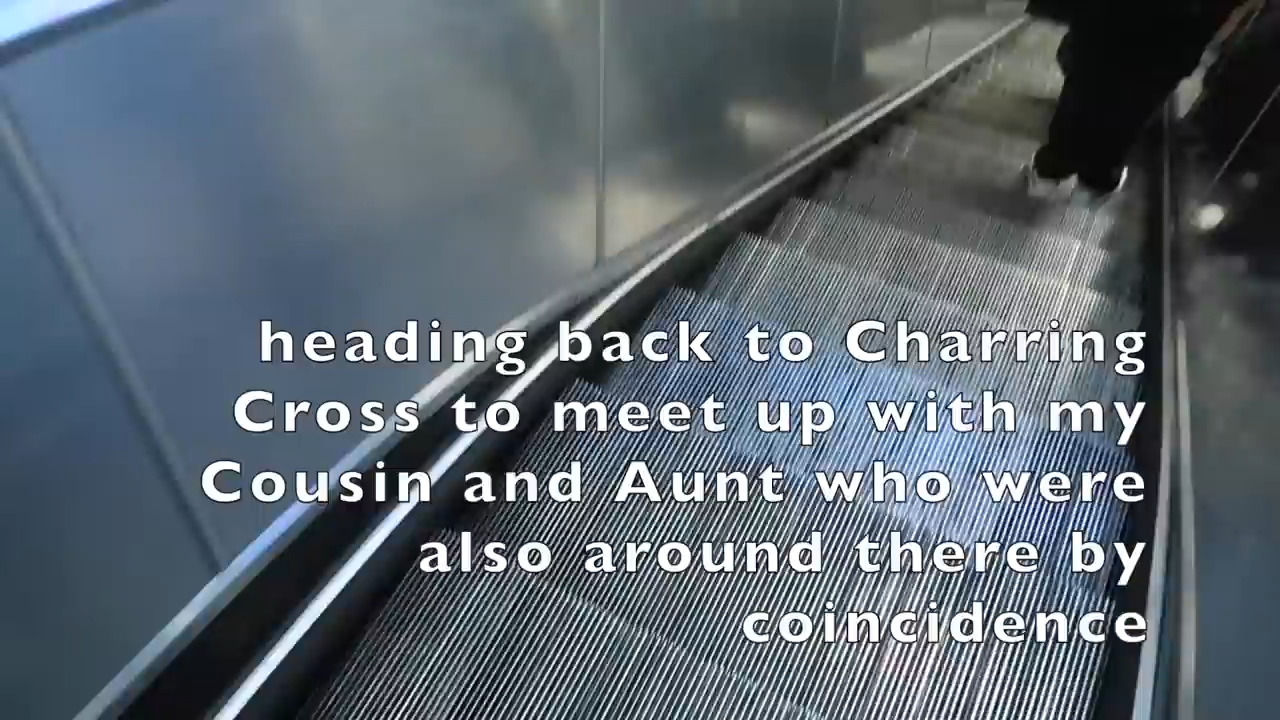 heading back to Charring
Cross to meet up with my
Cousin and Aunt who were
also around there by
coincidence